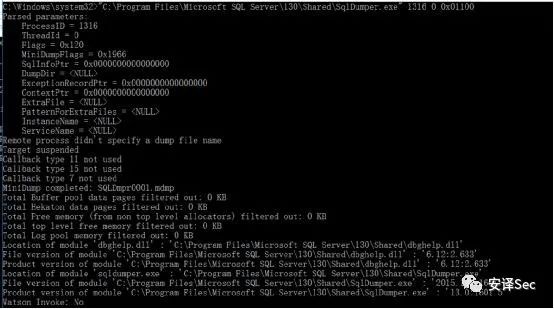 C:\Windows\system32>"C:\Program Files\Microsoft SQL Server\130\Shared\SqlDumper.exe" 1316 0 0x01100
Parsed parameters:
ProcessID = 1316
ThreadId = 0
Flags = 0x120
MiniDumpFlags = 0x1966
SqlInfoPtr = 0x0000000000000000
DumpDir = <NULL>
ExceptionRecordPtr = 0x0000000000000000
ContextPtr = 0x0000000000000000
ExtraFile = <NULL>
PatternForExtraFiles = <NULL>
InstanceName = <NULL>
ServiceName = <NULL>
Remote process didn't specify a dump file name
Target suspended
Callback type 11 not used
Callback type 15 not used
Callback type 7 not used
MiniDump completed: SQLDmpr0001.mdmp
Total Buffer pool data pages filtered out: 0 KB
Total Hekaton data pages filtered out: 0 KB
Total Free memory (from non top level allocators) filtered out: 0 KB
Total top level free memory filtered out: 0 KB
Total Log pool memory filtered out: 0 KB
Location of module 'dbghelp.dll' : 'C:\Program Files\Microsoft SQL Server\130\Shared\dbghelp.dll'
File version of module 'C:\Program Files\Microsoft SQL Server\130\Shared\dbghelp.dll' : '6.12:2.633'
Product version of module 'C:\Program Files\Microsoft SQL Server\130\Shared\dbghelp.dll' : '6.12:2.633'
Location of module 'sqldumper.exe' : 'C:\Program Files\Microsoft SQL Server\130\Shared\SqlDumper.exe'
File version of module 'C:\Program Files\Microsoft SQL Server\130\Shared\SqlDumper.exe' : '2015.
Product version of module 'C:\Program Files\Microsoft SQL Server\130\Shared\SqlDumper.exe' :
Watson Invoke: No
安译Sec